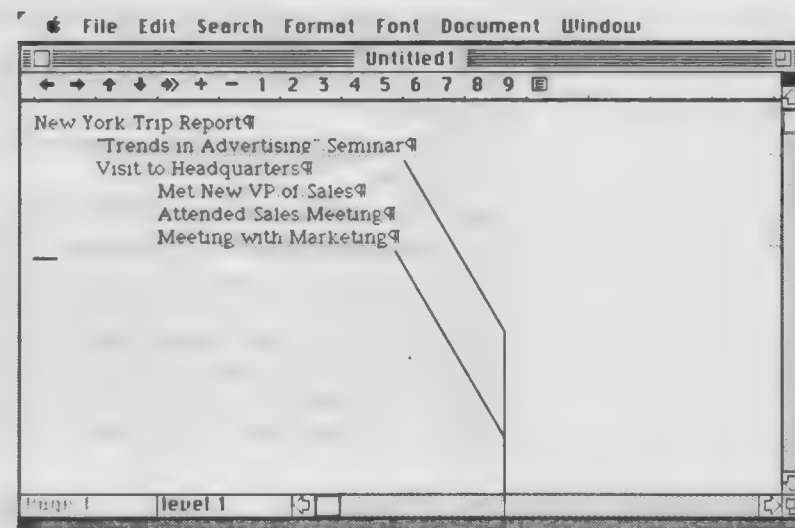 File Edit Search Format Font Document Window
Untitled1
1 2 3 4 5 6 7 8 9
New York Trip Report¶
"Trends in Advertising" Seminar¶
Visit to Headquarters¶
Met New VP of Sales¶
Attended Sales Meeting¶
Meeting with Marketing¶
Page 1 level 1